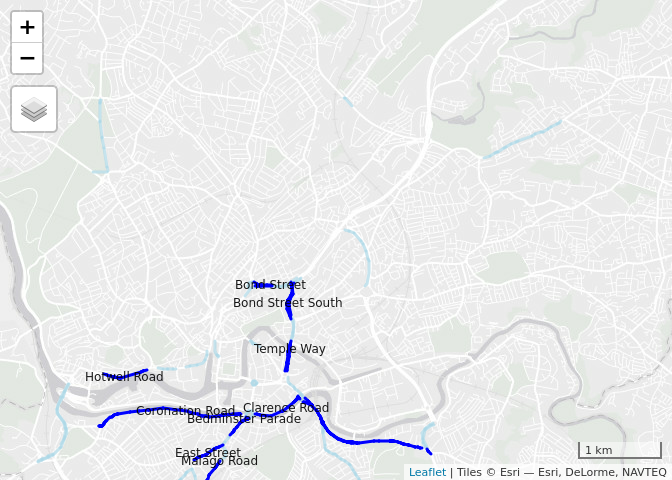 +
−
Bond Street
Bond Street South
Temple Way
Hotwell Road
Coronation Road
Clarence Road
Bedminster Parade
East Street
Malago Road
1 km
Leaflet | Tiles © Esri — Esri, DeLorme, NAVTEQ